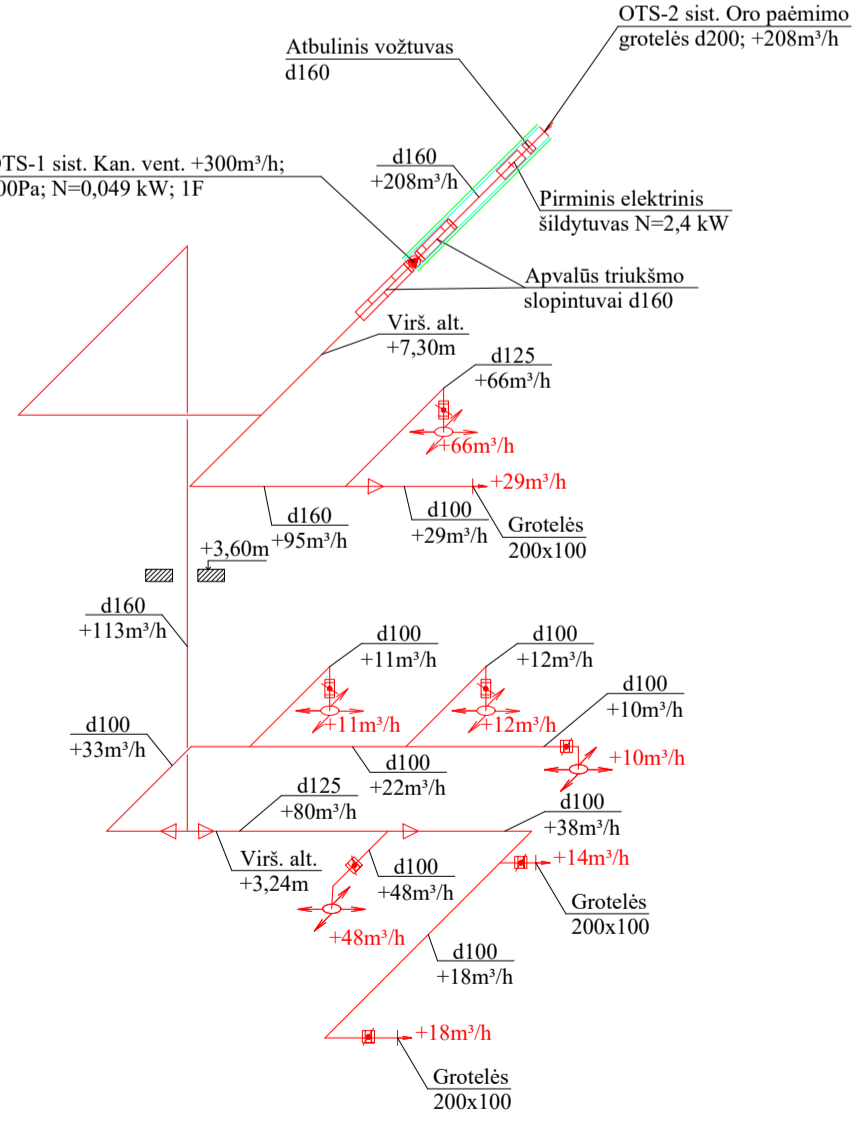 OTS-2 sist. Oro paėmimo
grotelės d200; +208m³/h
Atbulinis vožtuvas
d160
TS-1 sist. Kan. vent. +300m³/h;
00Pa; N=0,049 kW; 1F
d160
+208m³/h
Pirminis elektrinis
šildytuvas N=2,4 kW
Apvalūs triukšmo
slopintuvai d160
Virš. alt.
+7,30m
d125
+66m³/h
+66m³/h
+29m³/h
d160
+95m³/h
d100
+29m³/h
Grotelės
200x100
+3,60m
d160
+113m³/h
d100
+11m³/h
d100
+12m³/h
d100
+10m³/h
+11m³/h
+12m³/h
d100
+33m³/h
+10m³/h
d100
+22m³/h
d125
+80m³/h
d100
+38m³/h
Virš. alt.
+3,24m
d100
+48m³/h
+14m³/h
Grotelės
200x100
+48m³/h
d100
+18m³/h
+18m³/h
Grotelės
200x100